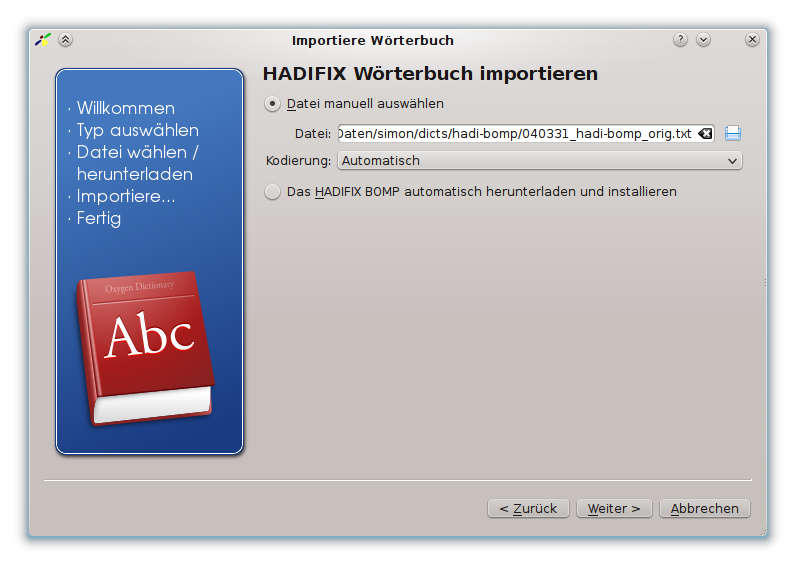 Importiere Wörterbuch
HADIFIX Wörterbuch importieren
· Willkommen
· Typ auswählen
· Datei wählen /
herunterladen
· Importiere...
· Fertig
Oxygen Dictionary
Abc
Datei manuell auswählen
Datei: Daten/simon/dicts/hadi-bomp/040331_hadi-bomp_orig.txt
Kodierung: Automatisch
Das HADIFIX BOMP automatisch herunterladen und installieren
< Zurück Weiter > Abbrechen